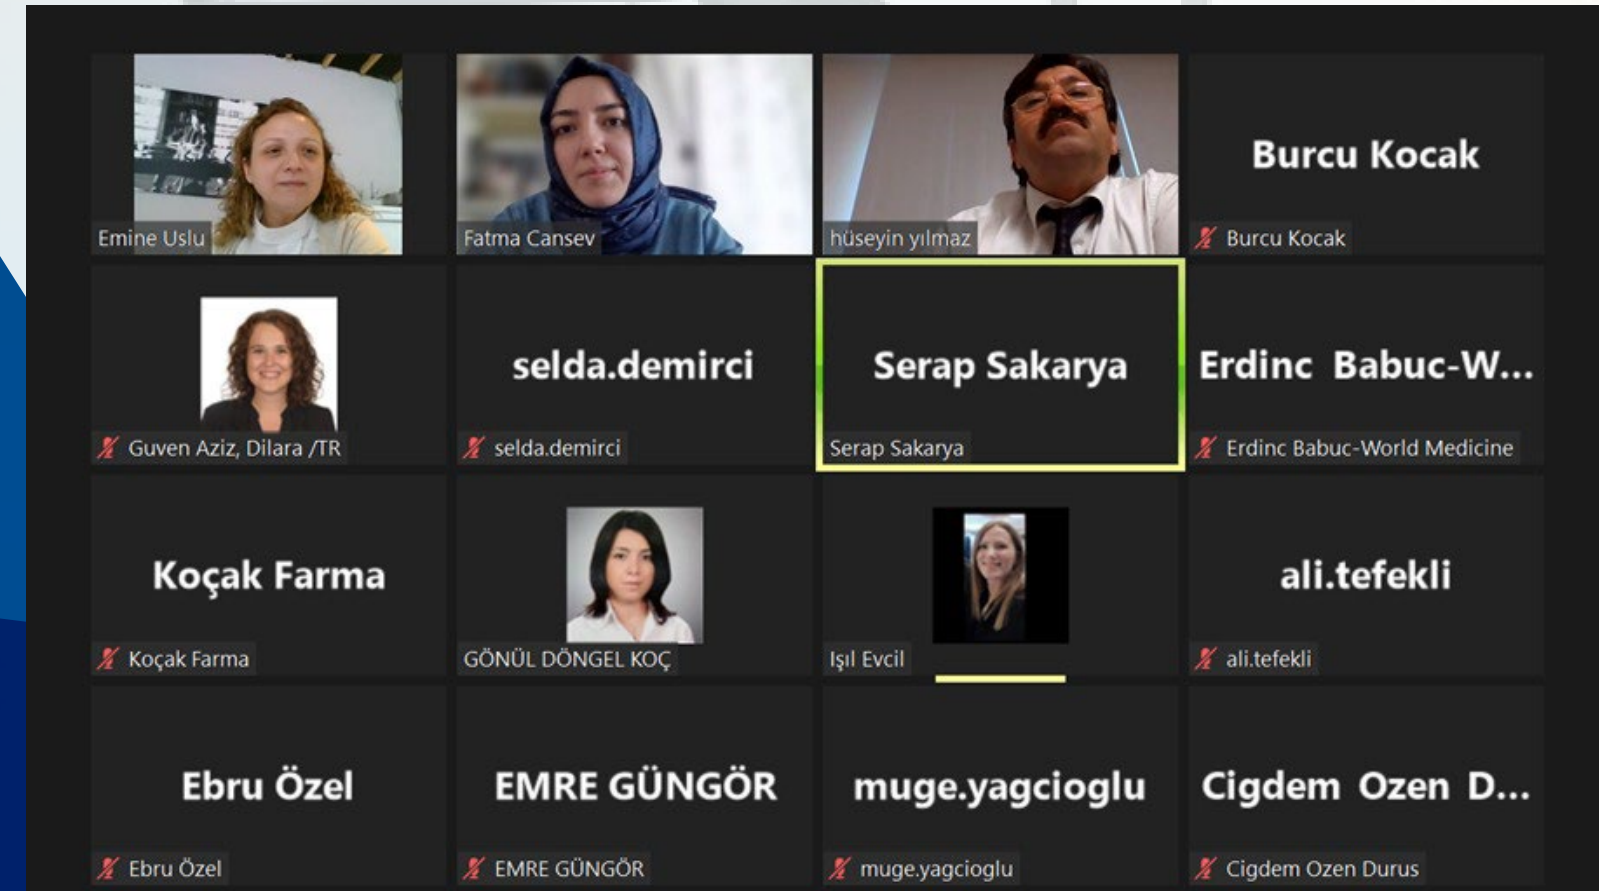 Emine Uslu
Fatma Cansev
hüseyin yılmaz
Burcu Kocak
Burcu Kocak
Guven Aziz, Dilara /TR
selda.demirci
selda.demirci
Serap Sakarya
Serap Sakarya
Erdinc Babuc-W...
Erdinc Babuc-World Medicine
Koçak Farma
Koçak Farma
GÖNÜL DÖNGEL KOÇ
Işıl Evcil
ali.tefekli
ali.tefekli
Ebru Özel
Ebru Özel
EMRE GÜNGÖR
EMRE GÜNGÖR
muge.yagcioglu
muge.yagcioglu
Cigdem Ozen D...
Cigdem Ozen Durus